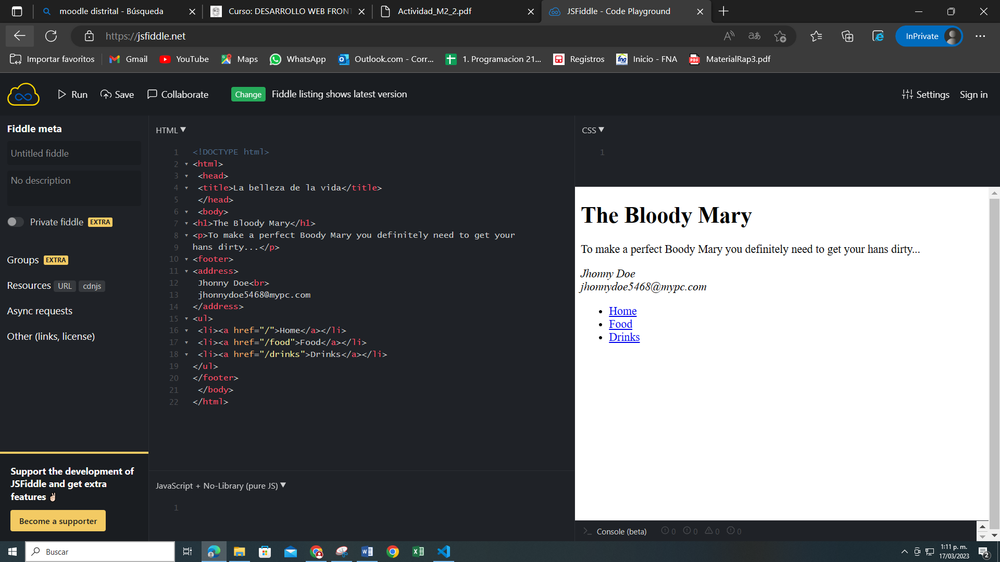 moodle distrital - Búsqueda
Curso: DESARROLLO WEB FRONT
Actividad_M2_2.pdf
JSFiddle - Code Playground
https://jsfiddle.net
InPrivate
Importar favoritos
Gmail
YouTube
Maps
WhatsApp
Outlook.com - Corr...
1. Programacion 21...
Registros
Inicio - FNA
MaterialRap3.pdf
Run
Save
Collaborate
Change
Fiddle listing shows latest version
Settings
Sign in
Fiddle meta
Untitled fiddle
No description
Private fiddle EXTRA
Groups EXTRA
Resources URL cdnjs
Async requests
Other (links, license)
Support the development of
JSFiddle and get extra
features ✌🏻
Become a supporter
HTML ▼
1 <!DOCTYPE html>
2 <html>
3 <head>
4 <title>La belleza de la vida</title>
5 </head>
6 <body>
7 <h1>The Bloody Mary</h1>
8 <p>To make a perfect Boody Mary you definitely need to get your
9 hans dirty...</p>
10 <footer>
11 <address>
12 Jhonny Doe<br>
13 jhonnydoe5468@mypc.com
14 </address>
15 <ul>
16 <li><a href="/">Home</a></li>
17 <li><a href="/food">Food</a></li>
18 <li><a href="/drinks">Drinks</a></li>
19 </ul>
20 </footer>
21 </body>
22 </html>
JavaScript + No-Library (pure JS) ▼
1
CSS ▼
1
The Bloody Mary
To make a perfect Boody Mary you definitely need to get your hans dirty...
Jhonny Doe
jhonnydoe5468@mypc.com
• Home
• Food
• Drinks
Console (beta) 0 0 0 0
Buscar
1:11 p. m.
17/03/2023
2